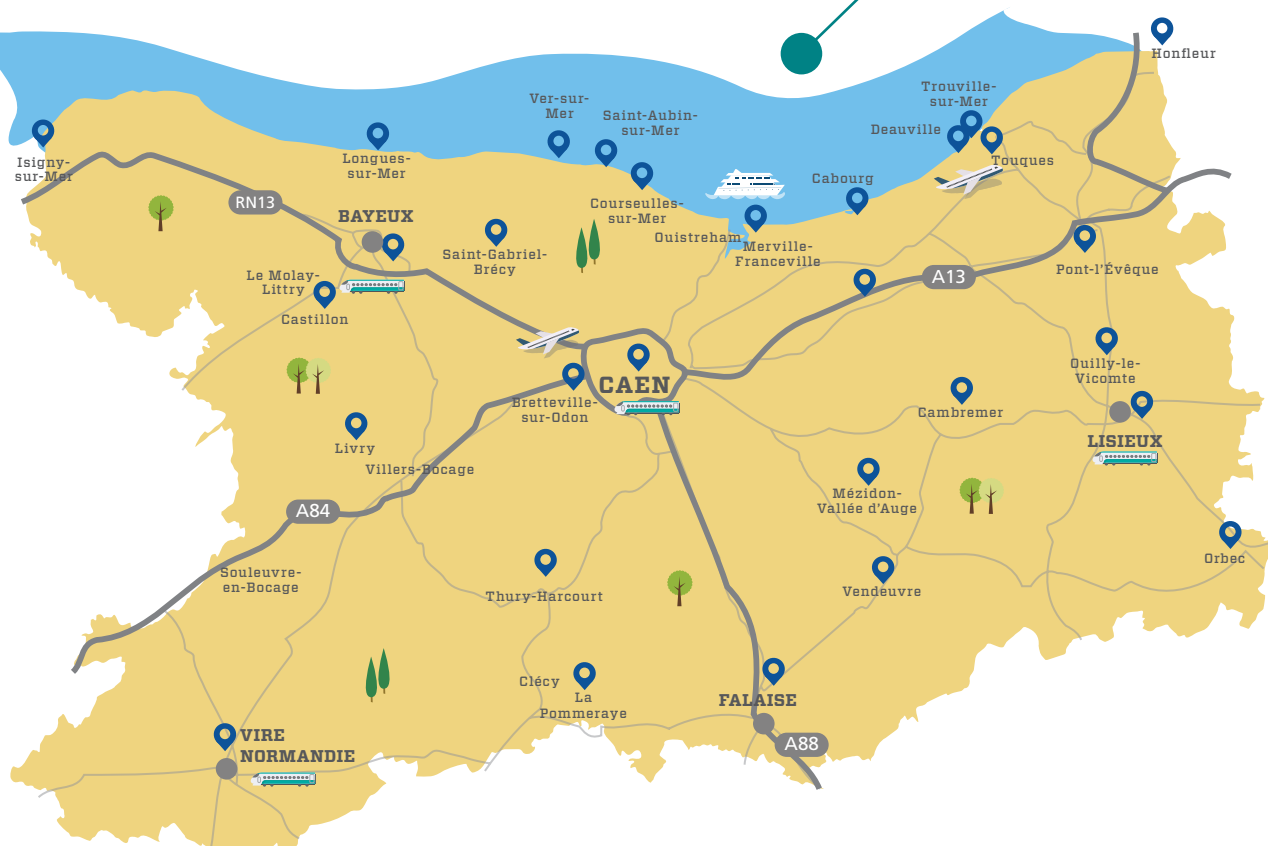 Honfleur
Trouville-
sur-Mer
Ver-sur-
Mer
Saint-Aubin-
sur-Mer
Deauville
Isigny-
sur-Mer
Longues-
sur-Mer
Touques
Cabourg
RN13
BAYEUX
Courseulles-
sur-Mer
Ouistreham
Merville-
Franceville
Saint-Gabriel-
Brécy
Pont-l'Évêque
Le Molay-
Littry
A13
Castillon
Ouilly-le-
Vicomte
CAEN
Bretteville-
sur-Odon
Cambremer
Livry
LISIEUX
Villers-Bocage
Mézidon-
Vallée d'Auge
A84
Orbec
Souleuvre-
en-Bocage
Thury-Harcourt
Vendeuvre
Clécy
La
Pommeraye
FALAISE
VIRE
NORMANDIE
A88